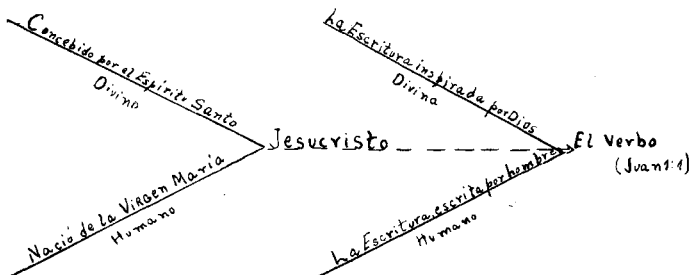 Concebido por el Espíritu Santo
Divino
Nació de la Virgen María
Humano
Jesucristo
La Escritura inspirada por Dios
Divina
La Escritura, escrita por hombre
Humano
El Verbo
(Juan 1:1)